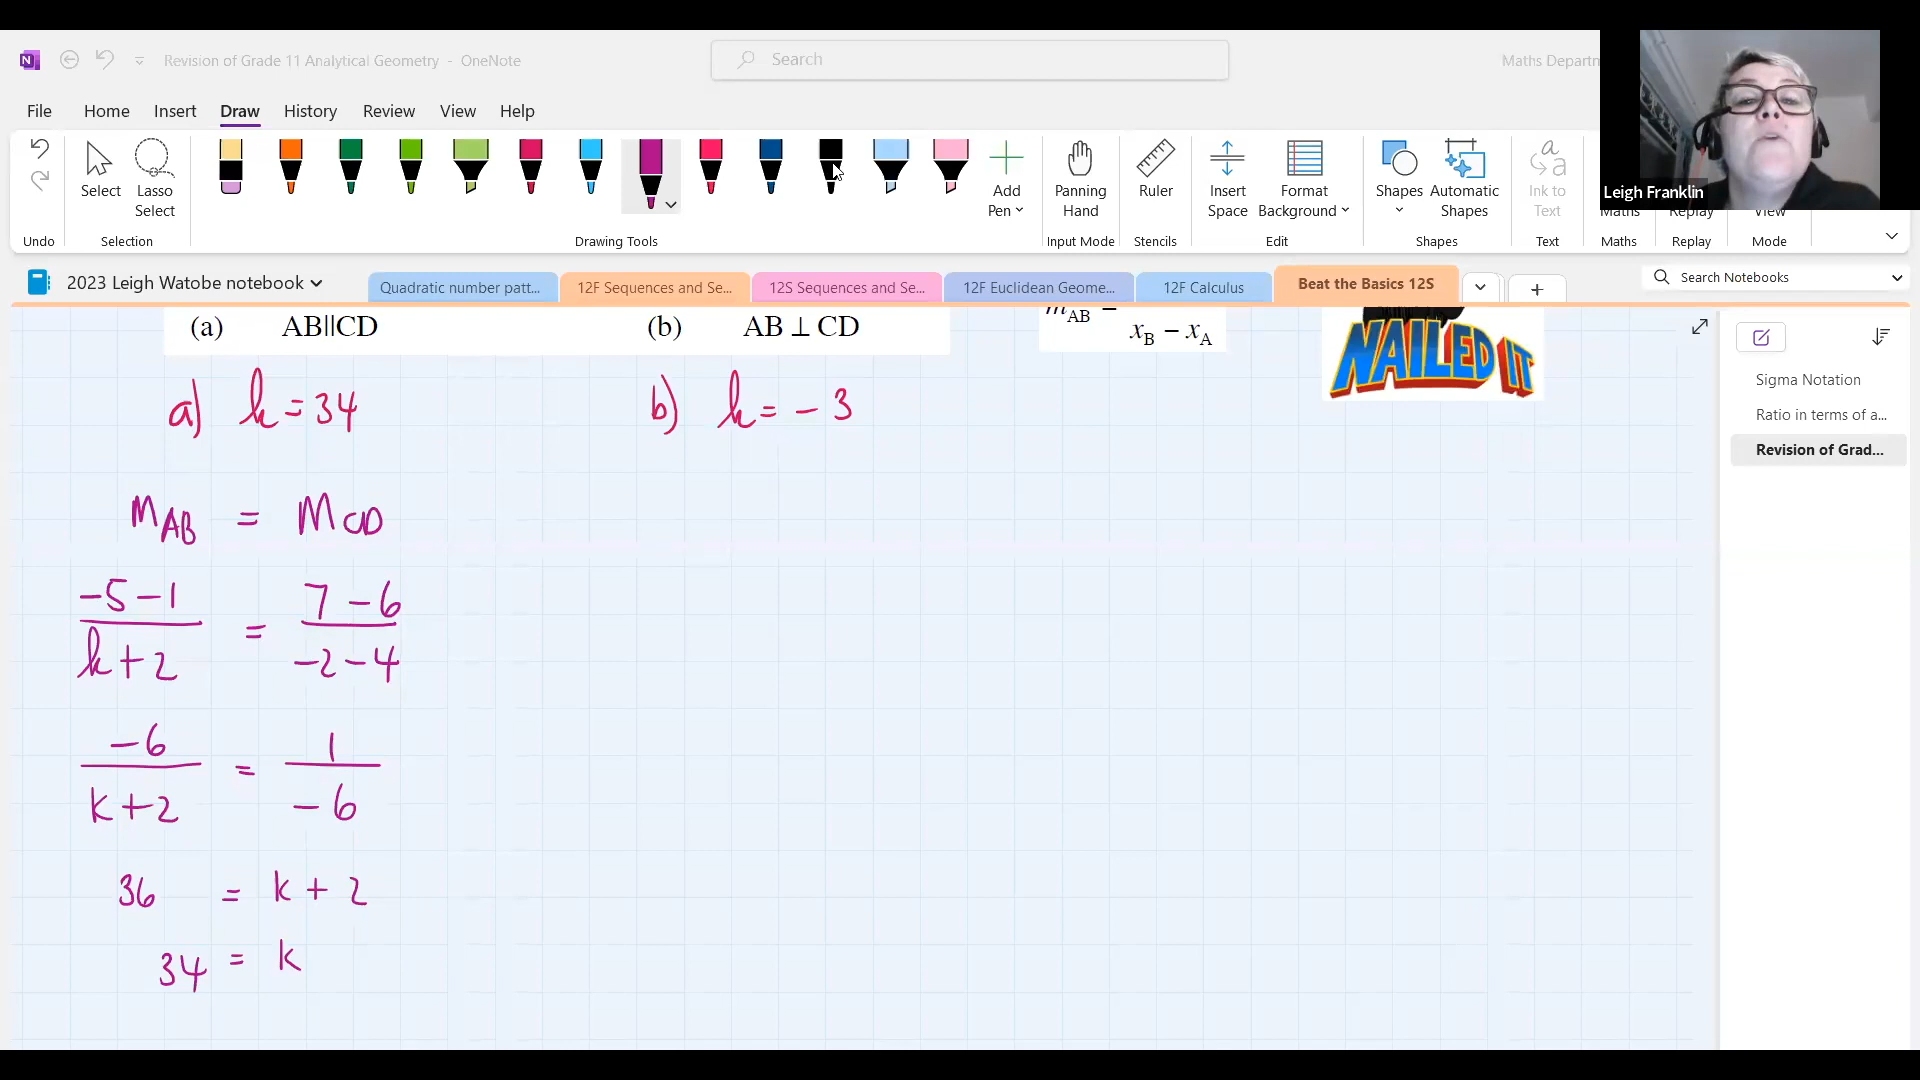 Revision of Grade 11 Analytical Geometry - OneNote
Search
Maths Departn
File Home Insert Draw History Review View Help
Select
Lasso Select
Add Pen
Panning Hand
Ruler
Insert Space
Format Background
Shapes
Automatic Shapes
Ink to Text
Maths
Replay
View
Leigh Franklin
Undo Selection Drawing Tools Input Mode Stencils Edit Shapes Text Maths Replay Mode
2023 Leigh Watobe notebook
Quadratic number patt...
12F Sequences and Se...
12S Sequences and Se...
12F Euclidean Geome...
12F Calculus
Beat the Basics 12S
+
Search Notebooks
(a) AB||CD
(b) AB ⊥ CD
m_AB =
x_B − x_A
NAILED IT
Sigma Notation
Ratio in terms of a...
Revision of Grad...
a) k = 34
b) k = -3
M_AB = M_CD
-5-1 / k+2 = 7-6 / -2-4
-6 / k+2 = 1 / -6
36 = k + 2
34 = k